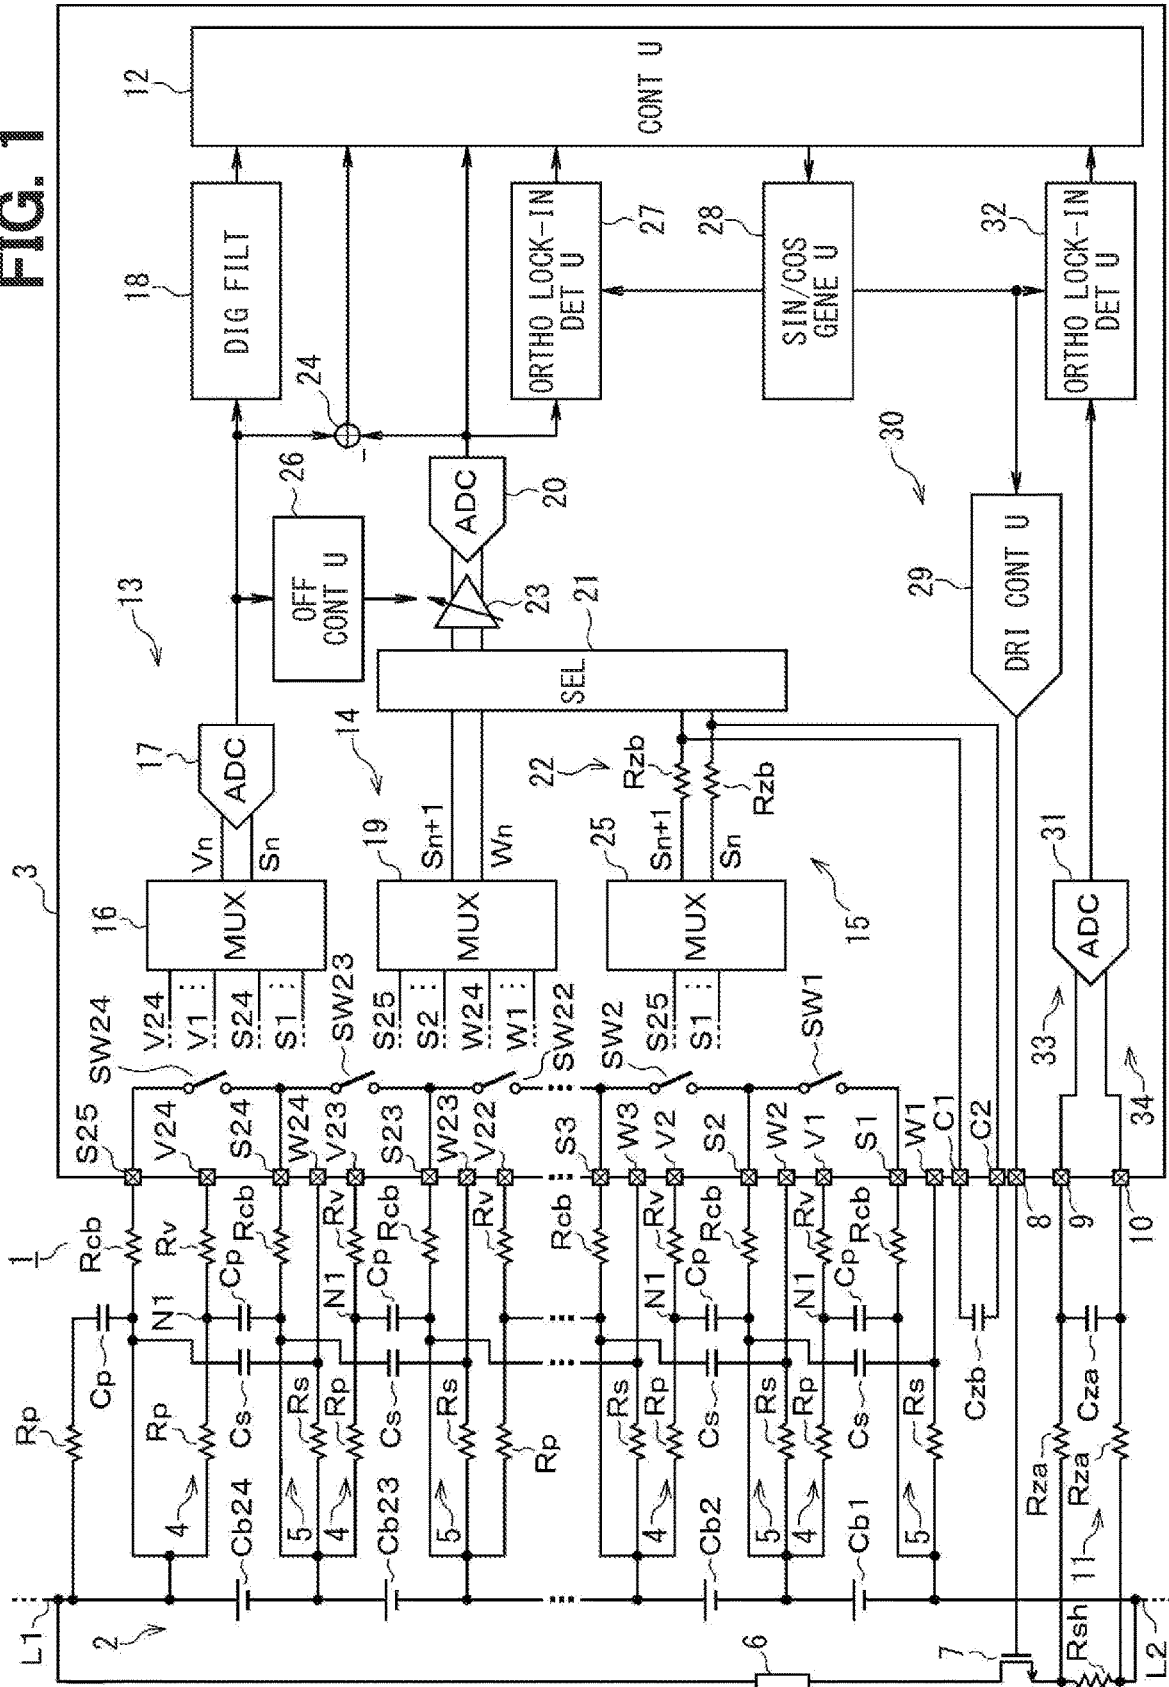 FIG. 1
3
12
CONT U
18
DIG FILT
24
-
27
ORTHO LOCK-IN
DET U
28
SIN/COS
GENE U
32
ORTHO LOCK-IN
DET U
13
26
OFF
CONT U
20
ADC
23
21
SEL
30
29
DRI CONT U
17
ADC
14
22
Rzb
Rzb
31
ADC
33
34
15
Vn
Sn
16
MUX
V24
V1
S24
S1
Sn+1
Wn
19
MUX
S25
S2
W24
W1
Sn+1
Sn
25
MUX
S25
S1
SW24
SW23
SW22
SW2
SW1
S25
V24
S24
W24
V23
S23
W23
V22
S3
W3
V2
S2
W2
V1
S1
W1
C1
C2
8
9
10
1
Rcb
Rv
Rcb
Rv
Rcb
Rv
Rcb
Rv
Rcb
Rv
Rcb
Cp
N1
Cp
N1
Cp
N1
Cp
N1
Cp
Czb
Cza
Rp
Rp
Cs
Rs
Rp
Cs
Rs
Rp
Rs
Rp
Cs
Rs
Rp
Cs
Rs
Rza
Rza
4
5
4
5
4
5
4
5
11
L1
2
Cb24
Cb23
Cb2
Cb1
6
7
Rsh
L2